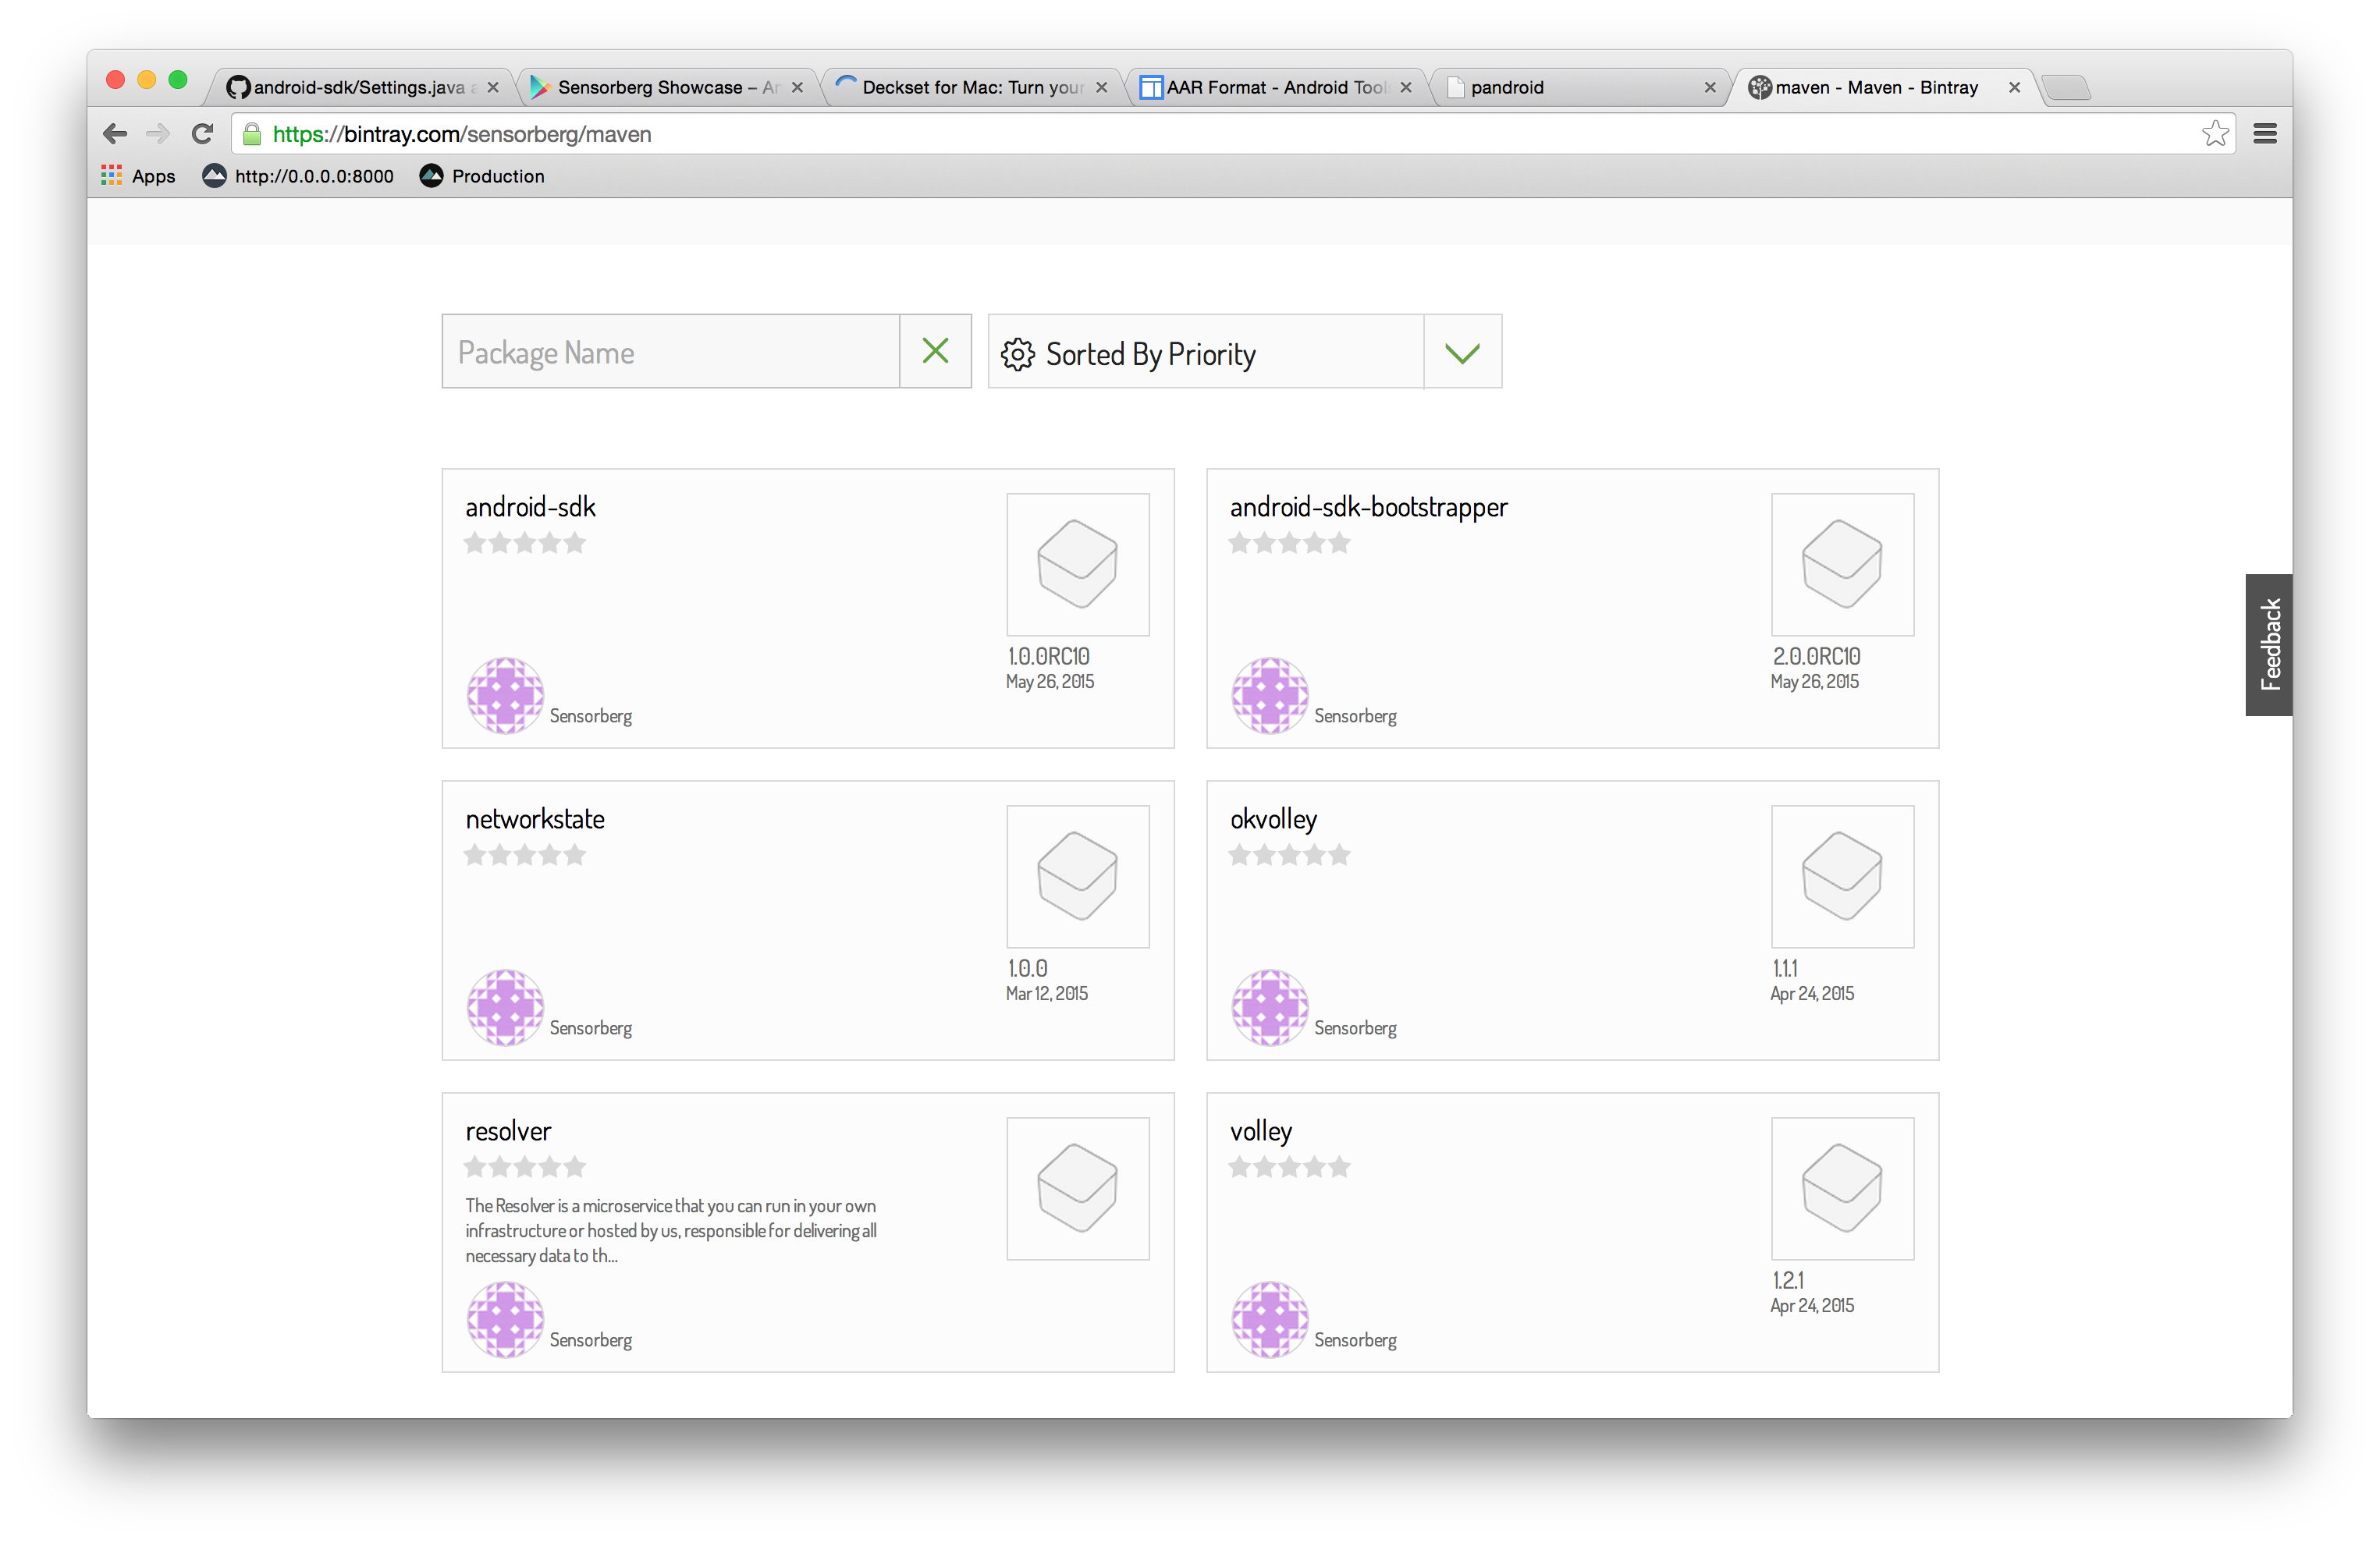 android-sdk/Settings.java a
Sensorberg Showcase – An
Deckset for Mac: Turn your
AAR Format - Android Tool
pandroid
maven - Maven - Bintray
https://bintray.com/sensorberg/maven
Apps
http://0.0.0.0:8000
Production
Package Name
Sorted By Priority
android-sdk
1.0.0RC10
May 26, 2015
Sensorberg
android-sdk-bootstrapper
2.0.0RC10
May 26, 2015
Sensorberg
Feedback
networkstate
1.0.0
Mar 12, 2015
Sensorberg
okvolley
1.1.1
Apr 24, 2015
Sensorberg
resolver
The Resolver is a microservice that you can run in your own
infrastructure or hosted by us, responsible for delivering all
necessary data to th...
Sensorberg
volley
1.2.1
Apr 24, 2015
Sensorberg